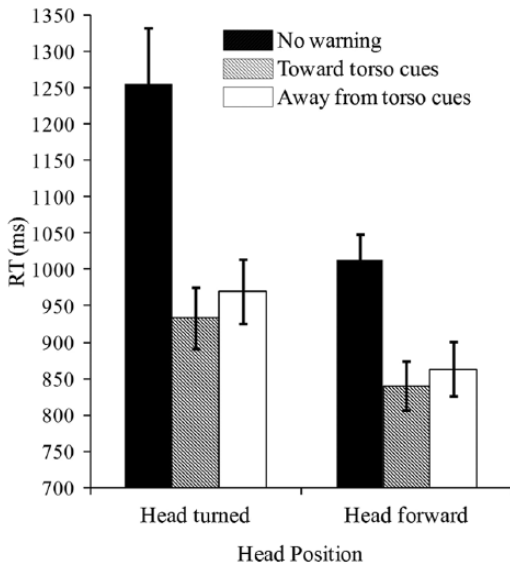 1350
1300
1250
1200
1150
1100
1050
1000
950
900
850
800
750
700
RT (ms)
No warning
Toward torso cues
Away from torso cues
Head turned
Head forward
Head Position